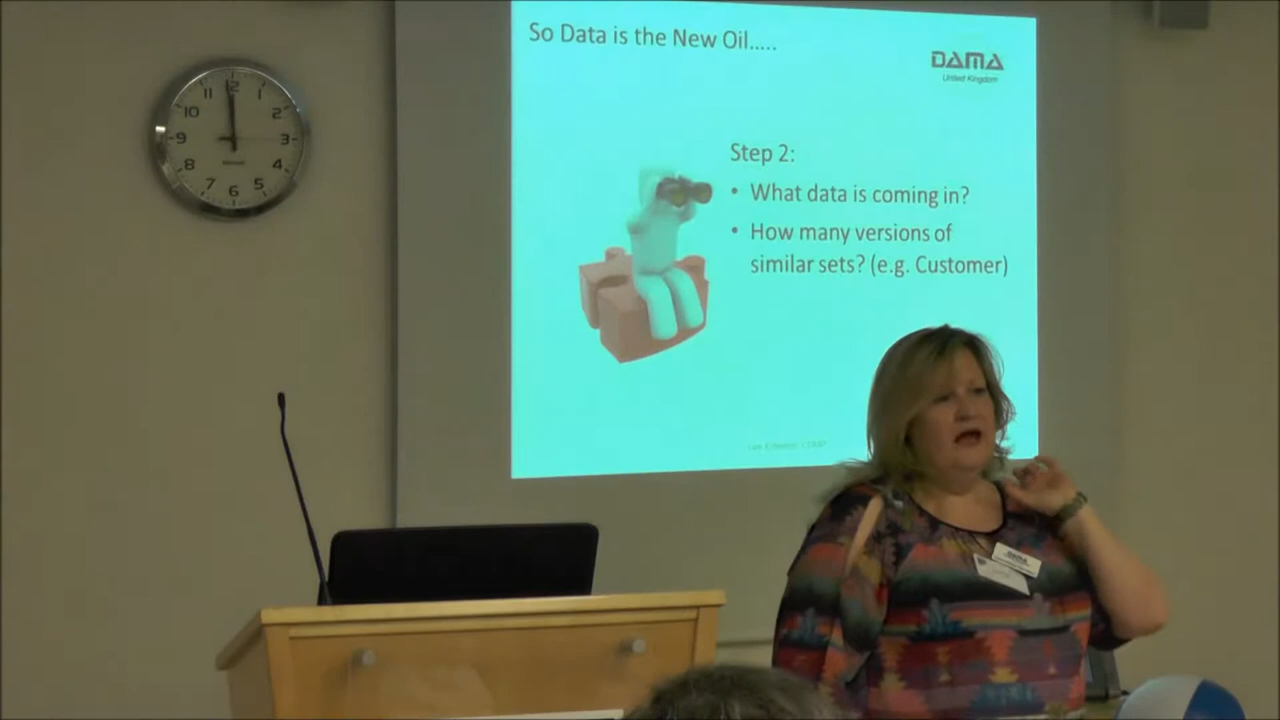 So Data is the New Oil.....
DAMA
United Kingdom
Step 2:
• What data is coming in?
• How many versions of
similar sets? (e.g. Customer)
12
1
2
3
4
5
6
7
8
9
10
11
DAMA